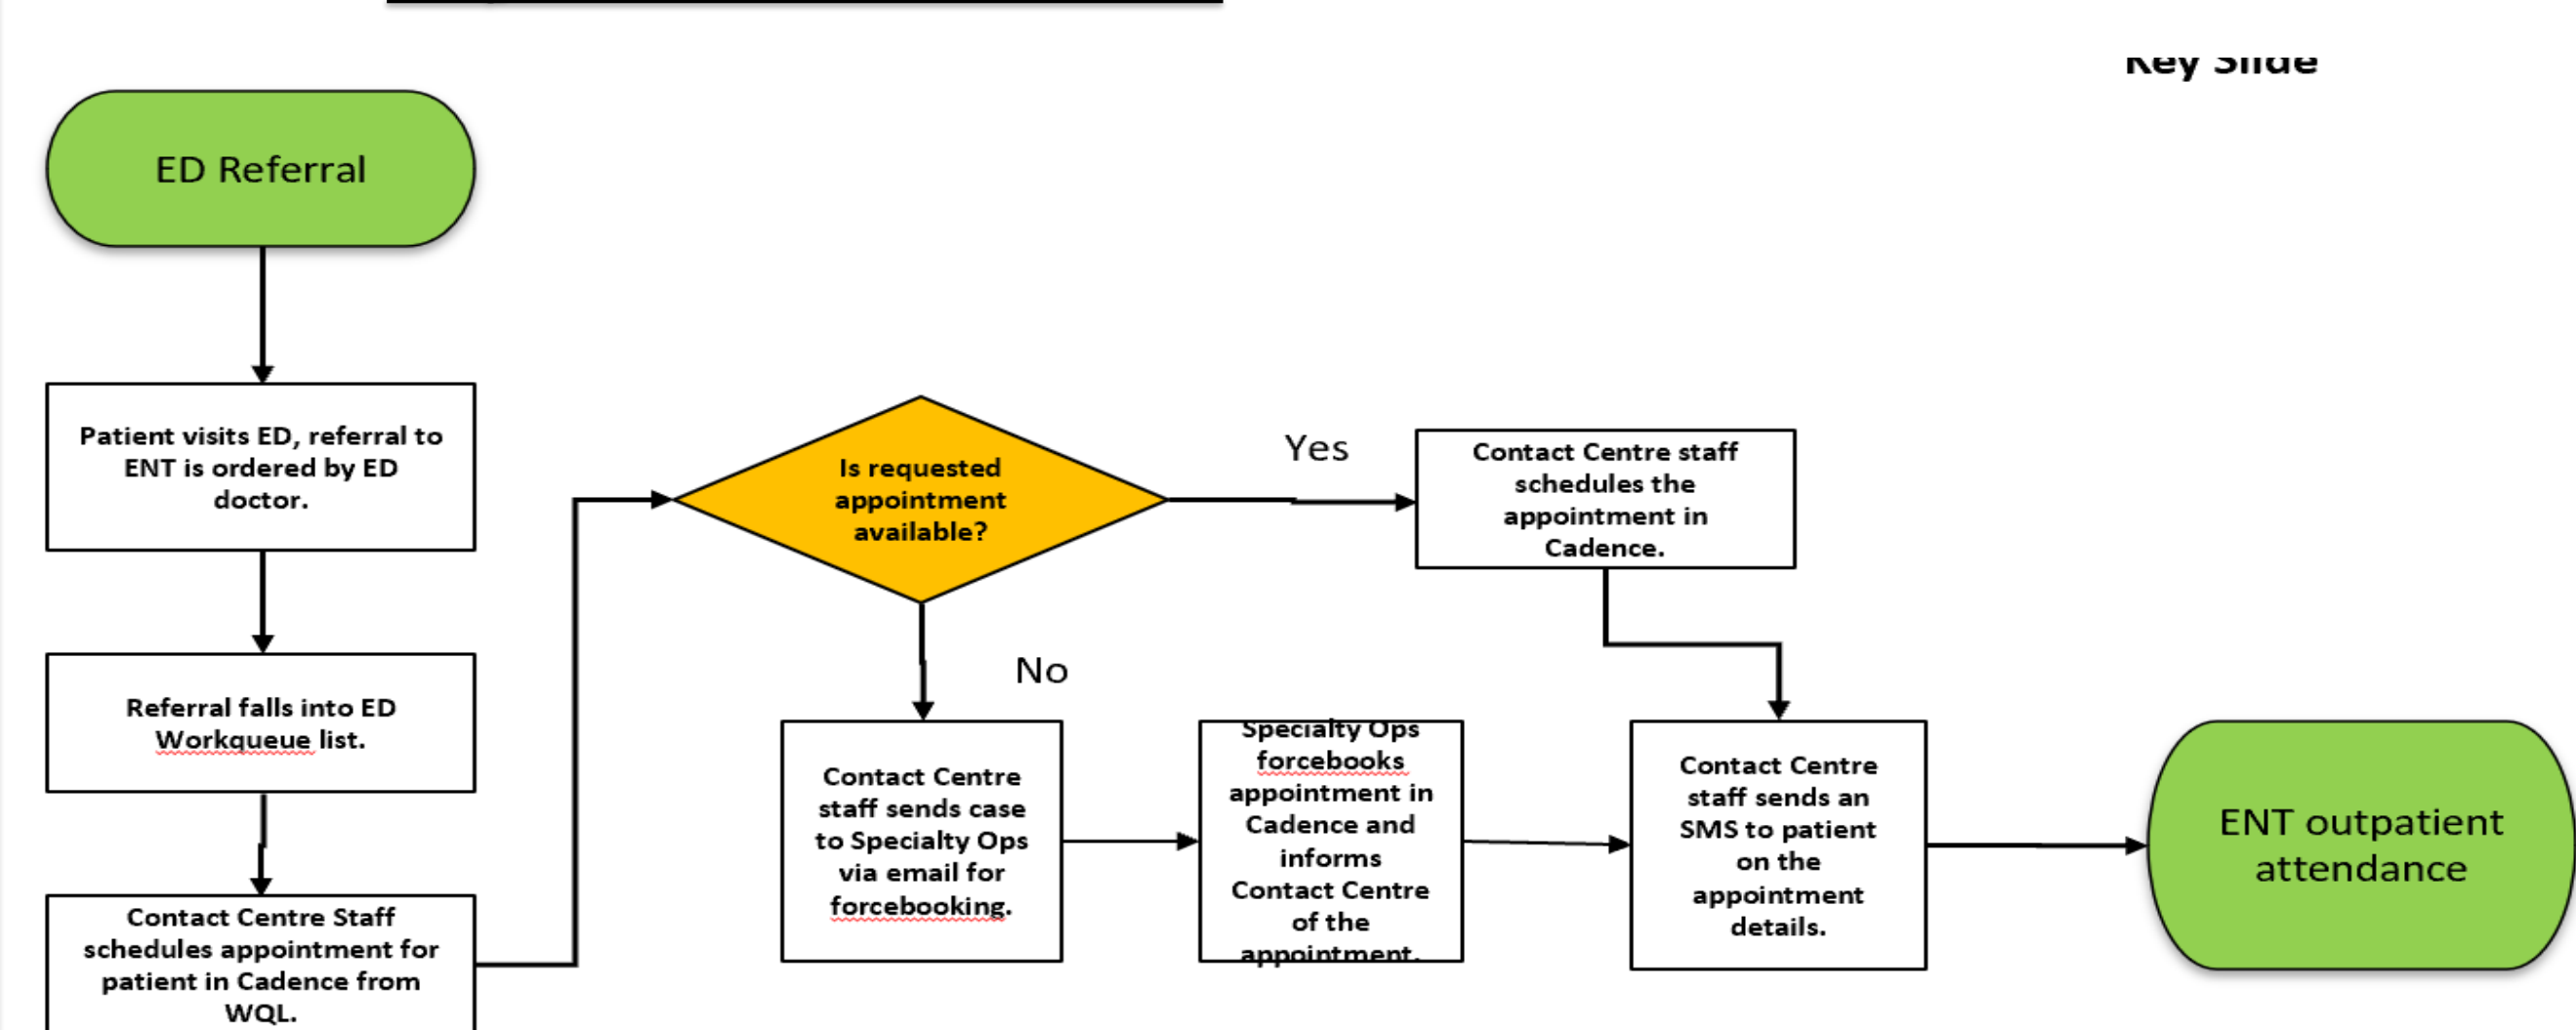 Key Slide
ED Referral
Patient visits ED, referral to
ENT is ordered by ED
doctor.
Referral falls into ED
Workqueue list.
Contact Centre Staff
schedules appointment for
patient in Cadence from
WQL.
Is requested
appointment
available?
Yes
No
Contact Centre staff
schedules the
appointment in
Cadence.
Contact Centre
staff sends case
to Specialty Ops
via email for
forcebooking.
Specialty Ops
forcebooks
appointment in
Cadence and
informs
Contact Centre
of the
appointment.
Contact Centre
staff sends an
SMS to patient
on the
appointment
details.
ENT outpatient
attendance